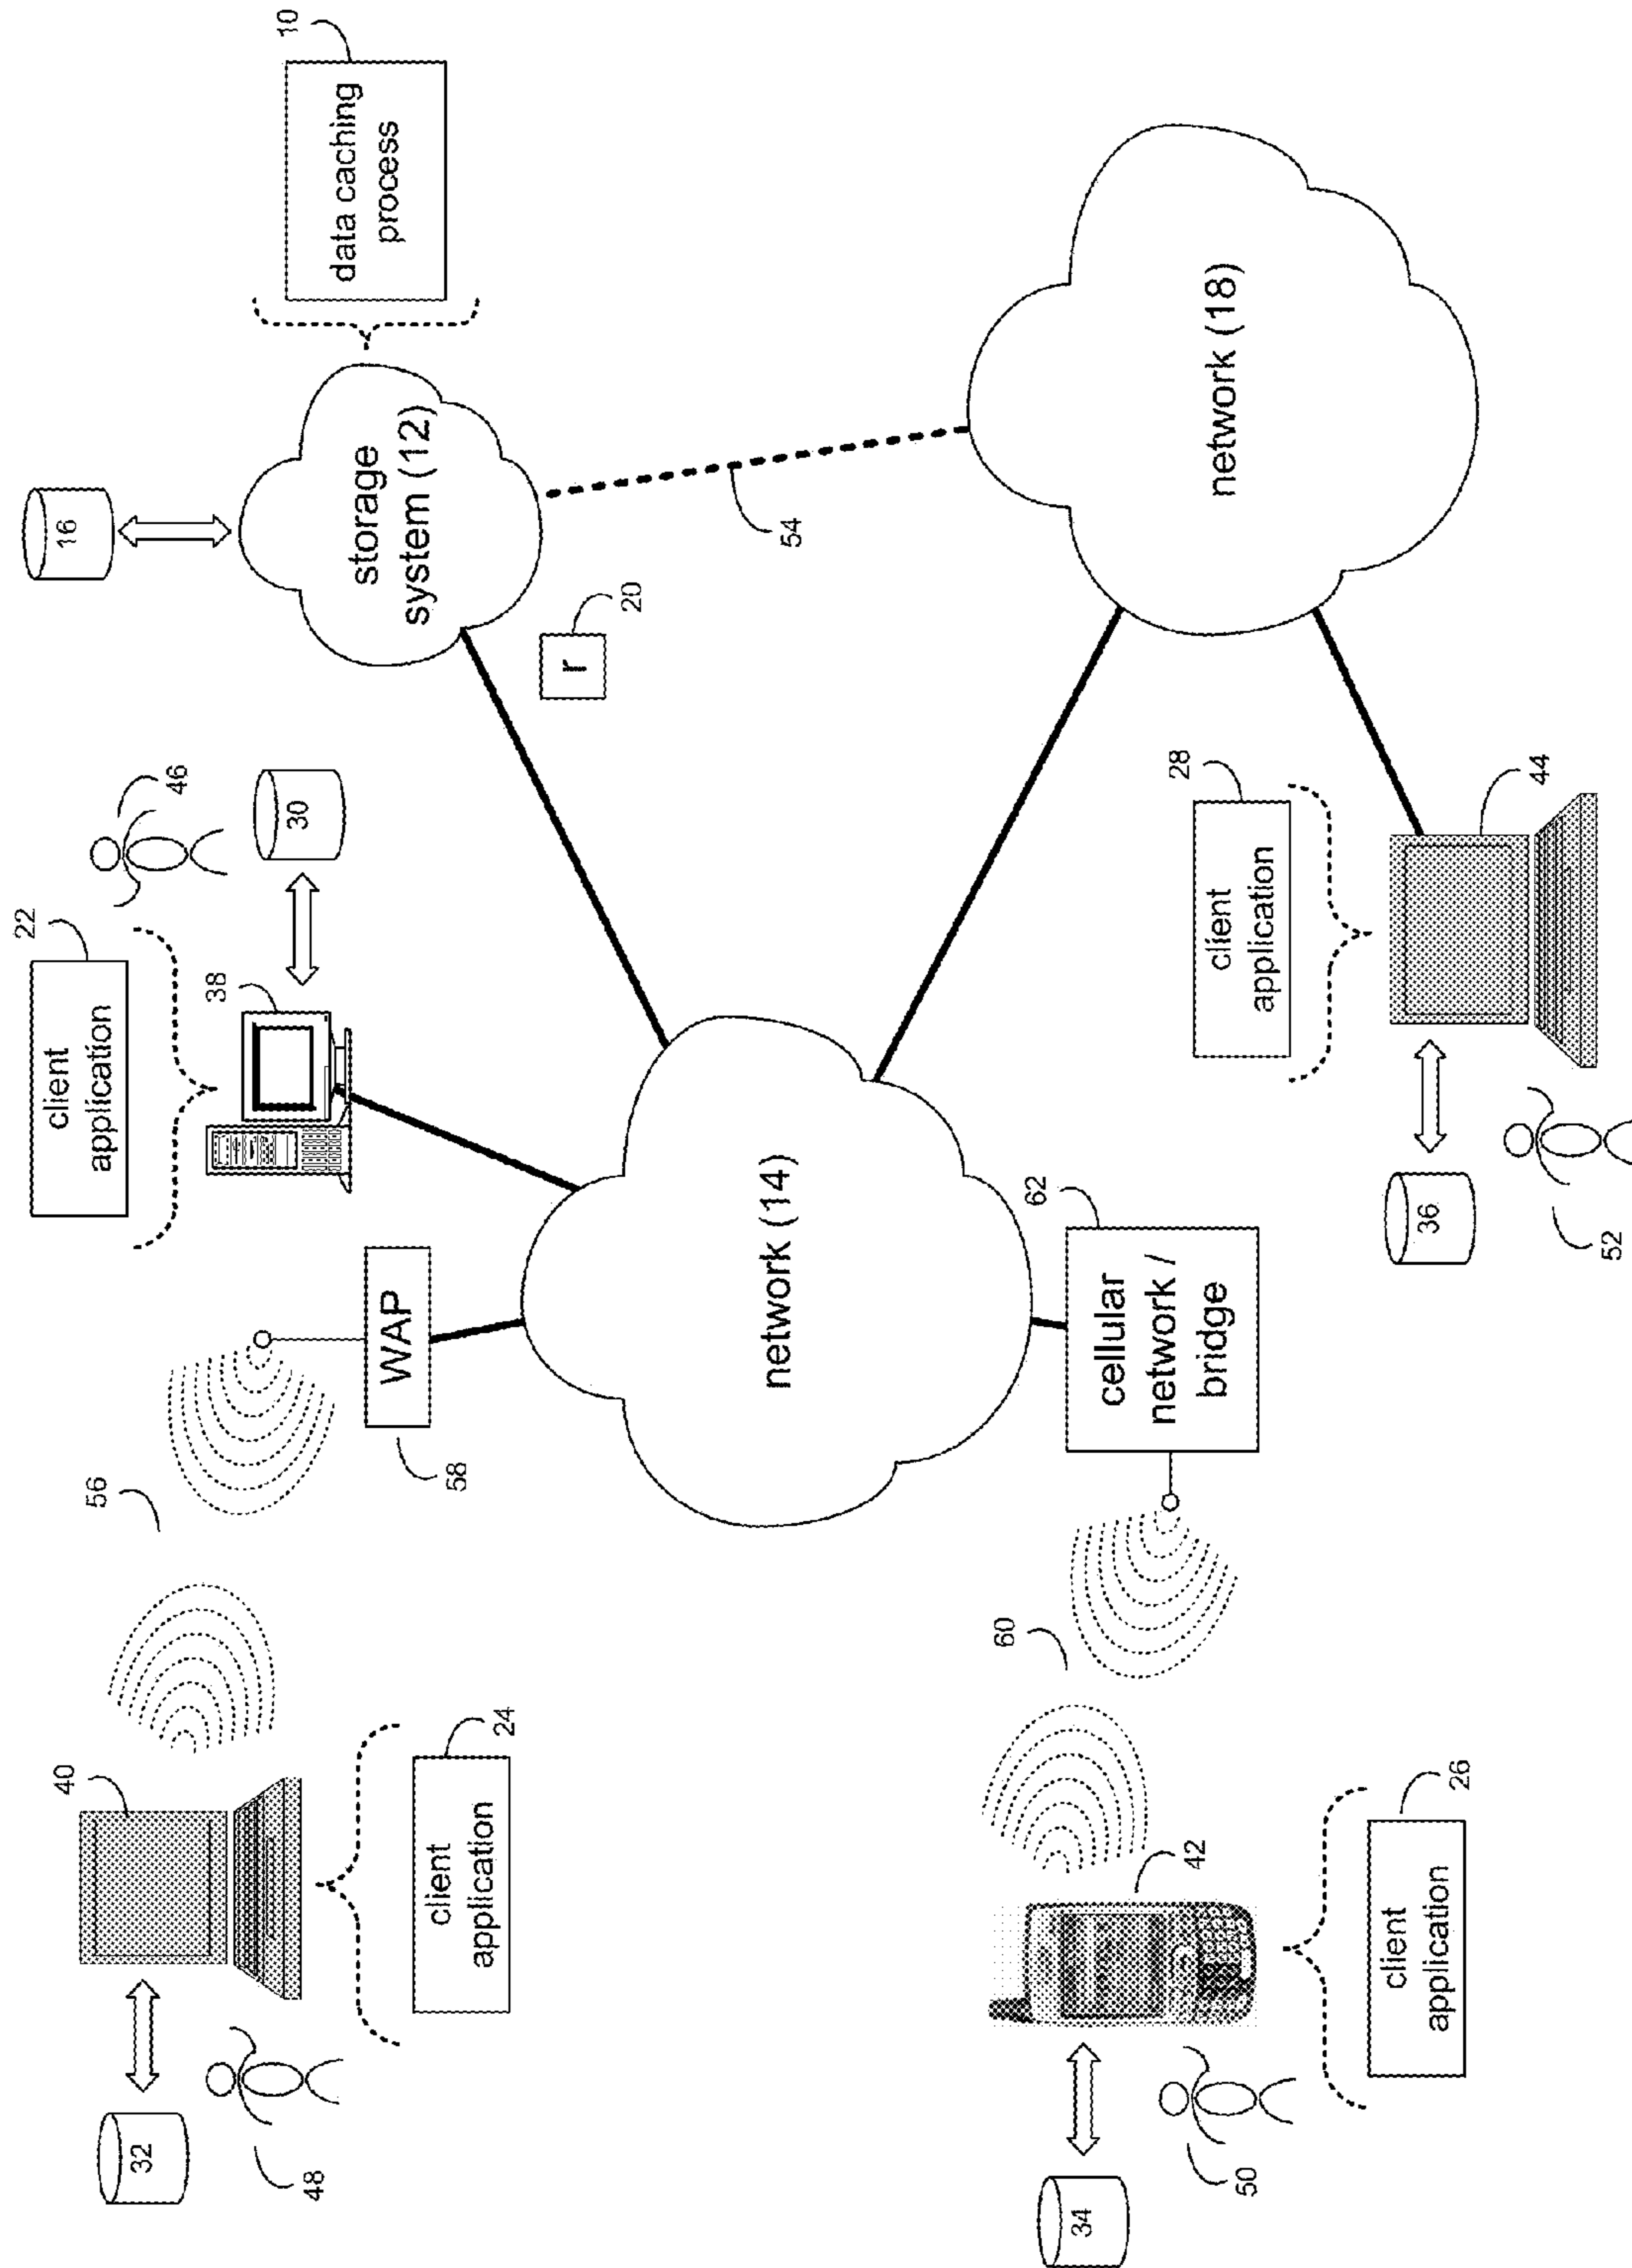 10
data caching
process
16
storage
system (12)
r
20
54
network (18)
46
30
22
client
application
38
28
client
application
44
36
52
network (14)
62
cellular
network /
bridge
WAP
58
56
60
40
24
client
application
32
48
42
26
client
application
34
50